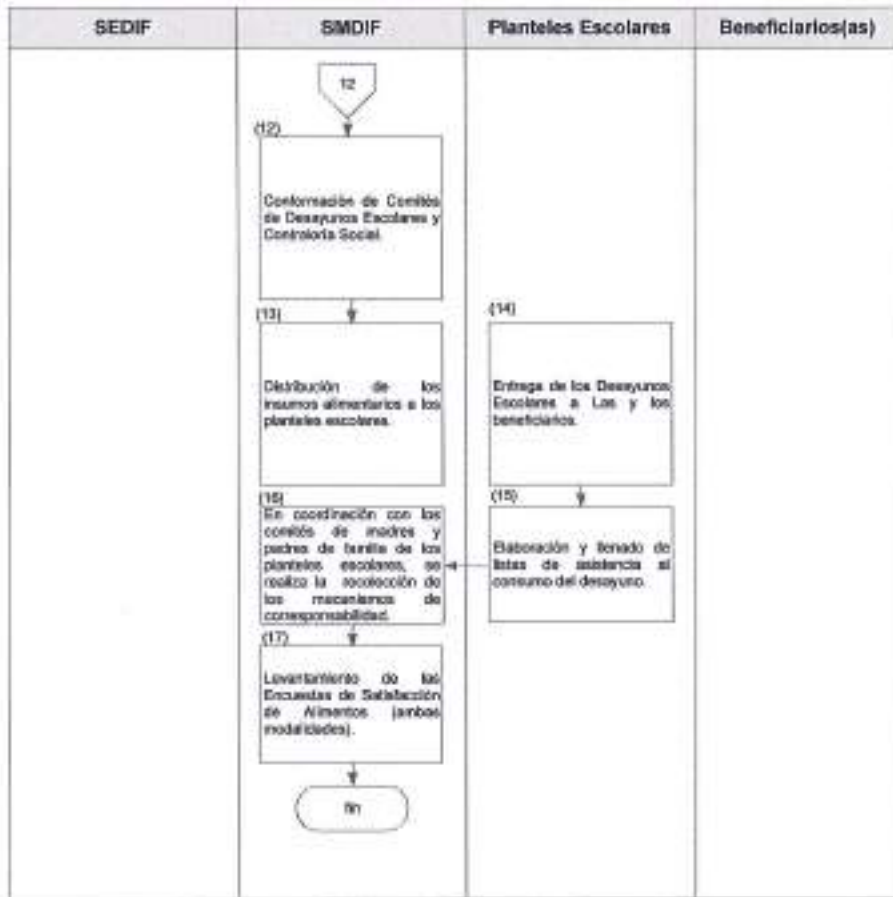 SEDIF
SMDIF
Planteles Escolares
Beneficiarios(as)
12
(12)
Conformación de Comités
de Desayunos Escolares y
Contraloría Social.
(13)
Distribución de los
insumos alimentarios a los
planteles escolares.
(14)
Entrega de los Desayunos
Escolares a Las y los
beneficiarios.
(15)
Elaboración y llenado de
listas de asistencia al
consumo del desayuno.
(16)
En coordinación con los
comités de madres y
padres de familia de los
planteles escolares, se
realiza la recolección de
los mecanismos de
corresponsabilidad.
(17)
Levantamiento de las
Encuestas de Satisfacción
de Alimentos (ambas
modalidades).
fin